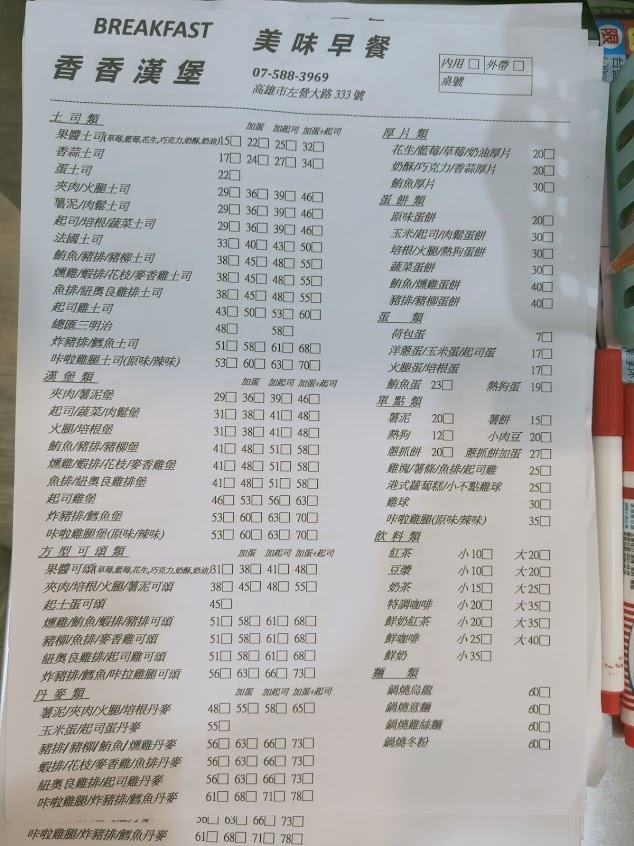 BREAKFAST 美味早餐
香香漢堡
07-588-3969
高雄市左營大路 333 號
內用 □ 外帶 □
桌號
土司類 加蛋 加起司 加蛋+起司
果醬土司(草莓,藍莓,花生,巧克力,奶酥,奶油)15□ 22□ 25□ 32□
香蒜土司 17□ 24□ 27□ 34□
蛋土司 22□
夾肉/火腿土司 29□ 36□ 39□ 46□
薯泥/肉鬆土司 29□ 36□ 39□ 46□
起司/培根/蔬菜土司 29□ 36□ 39□ 46□
法國土司 33□ 40□ 43□ 50□
鮪魚/豬排/豬柳土司 38□ 45□ 48□ 55□
燻雞/蝦排/花枝/麥香雞土司 38□ 45□ 48□ 55□
魚排/紐奧良雞排土司 38□ 45□ 48□ 55□
起司雞土司 43□ 50□ 53□ 60□
總匯三明治 48□ 58□
炸豬排/鱈魚土司 51□ 58□ 61□ 68□
咔啦雞腿土司(原味/辣味) 53□ 60□ 63□ 70□
漢堡類 加蛋 加起司 加蛋+起司
夾肉/薯泥堡 29□ 36□ 39□ 46□
起司/蔬菜/肉鬆堡 31□ 38□ 41□ 48□
火腿/培根堡 31□ 38□ 41□ 48□
鮪魚/豬排/豬柳堡 41□ 48□ 51□ 58□
燻雞/蝦排/花枝/麥香雞堡 41□ 48□ 51□ 58□
魚排/紐奧良雞排堡 41□ 48□ 51□ 58□
起司雞堡 46□ 53□ 56□ 63□
炸豬排/鱈魚堡 53□ 60□ 63□ 70□
咔啦雞腿堡(原味/辣味) 53□ 60□ 63□ 70□
方型可頌類 加蛋 加起司 加蛋+起司
果醬可頌(草莓,藍莓,花生,巧克力,奶酥,奶油)31□ 38□ 41□ 48□
夾肉/培根/火腿/薯泥可頌 38□ 45□ 48□ 55□
起士蛋可頌 45□
燻雞/鮪魚/蝦排/豬排可頌 51□ 58□ 61□ 68□
豬柳/魚排/麥香雞可頌 51□ 58□ 61□ 68□
紐奧良雞排/起司雞可頌 51□ 58□ 61□ 68□
炸豬排/鱈魚/咔拉雞腿可頌 56□ 63□ 66□ 73□
丹麥類 加蛋 加起司 加蛋+起司
薯泥/夾肉/火腿/培根丹麥 48□ 55□ 58□ 65□
玉米蛋/起司蛋丹麥 55□
豬排/豬柳/鮪魚/燻雞丹麥 56□ 63□ 66□ 73□
蝦排/花枝/麥香雞/魚排丹麥 56□ 63□ 66□ 73□
紐奧良雞排/起司雞丹麥 56□ 63□ 66□ 73□
咔啦雞腿/炸豬排/鱈魚丹麥 61□ 68□ 71□ 78□
厚片類
花生/藍莓/草莓/奶油厚片 20□
奶酥/巧克力/香蒜厚片 20□
鮪魚厚片 30□
蛋餅類
原味蛋餅 20□
玉米/起司/肉鬆蛋餅 30□
培根/火腿/熱狗蛋餅 30□
蔬菜蛋餅 30□
鮪魚/燻雞蛋餅 40□
豬排/豬柳蛋餅 40□
蛋 類
荷包蛋 7□
洋蔥蛋/玉米蛋/起司蛋 17□
火腿蛋/培根蛋 17□
鮪魚蛋 23□ 熱狗蛋 19□
單點類
薯泥 20□ 薯餅 15□
熱狗 12□ 小肉豆 20□
蔥抓餅 20□ 蔥抓餅加蛋 27□
雞塊/薯條/魚排/起司雞 25□
港式蘿蔔糕/小不點雞球 25□
雞球 30□
咔啦雞腿(原味/辣味) 35□
飲料類
紅茶 小10□ 大20□
豆漿 小10□ 大20□
奶茶 小15□ 大25□
特調咖啡 小20□ 大35□
鮮奶紅茶 小20□ 大35□
鮮咖啡 小25□ 大40□
鮮奶 小35□
麵 類
鍋燒烏龍 60□
鍋燒意麵 60□
鍋燒雞絲麵 60□
鍋燒冬粉 60□
56□ 63□ 66□ 73□
咔啦雞腿/炸豬排/鱈魚丹麥 61□ 68□ 71□ 78□
限